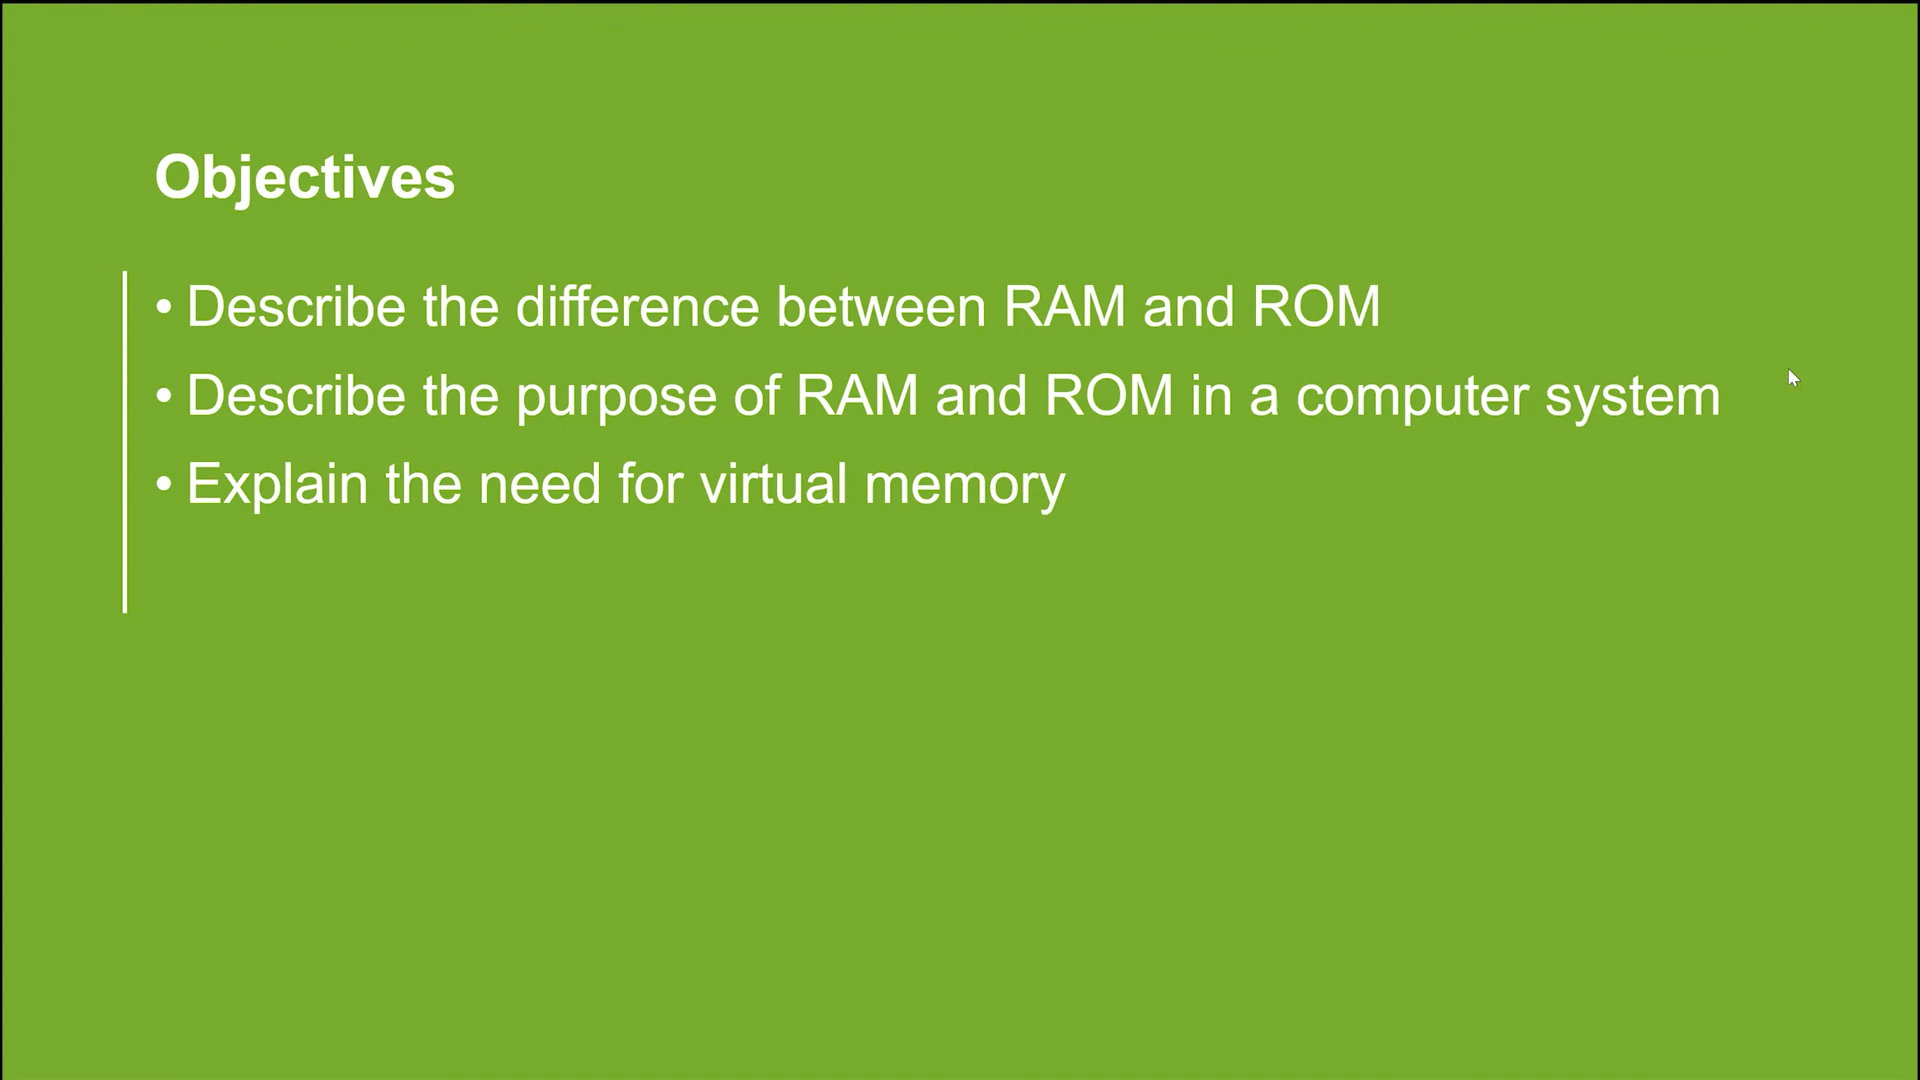 Objectives
• Describe the difference between RAM and ROM
• Describe the purpose of RAM and ROM in a computer system
• Explain the need for virtual memory